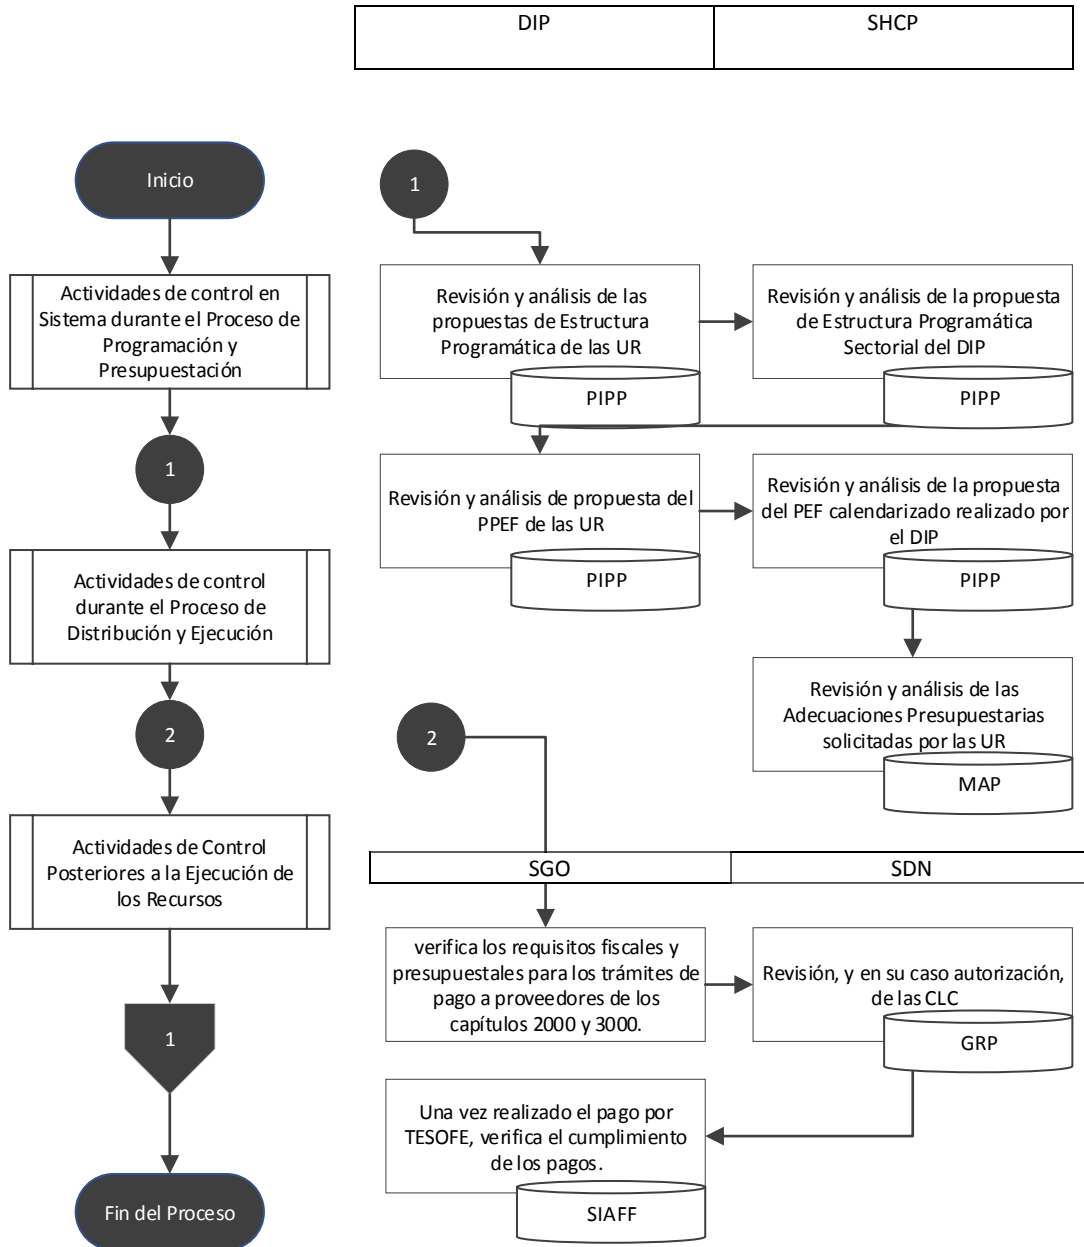 DIP
SHCP
Inicio
Actividades de control en
Sistema durante el Proceso de
Programación y
Presupuestación
1
Actividades de control
durante el Proceso de
Distribución y Ejecución
2
Actividades de Control
Posteriores a la Ejecución de
los Recursos
1
Fin del Proceso
1
Revisión y análisis de las
propuestas de Estructura
Programática de las UR
PIPP
Revisión y análisis de la propuesta
de Estructura Programática
Sectorial del DIP
PIPP
Revisión y análisis de propuesta del
PPEF de las UR
PIPP
Revisión y análisis de la propuesta
del PEF calendarizado realizado por
el DIP
PIPP
Revisión y análisis de las
Adecuaciones Presupuestarias
solicitadas por las UR
MAP
2
SGO
SDN
verifica los requisitos fiscales y
presupuestales para los trámites de
pago a proveedores de los
capítulos 2000 y 3000.
Revisión, y en su caso autorización,
de las CLC
GRP
Una vez realizado el pago por
TESOFE, verifica el cumplimiento
de los pagos.
SIAFF